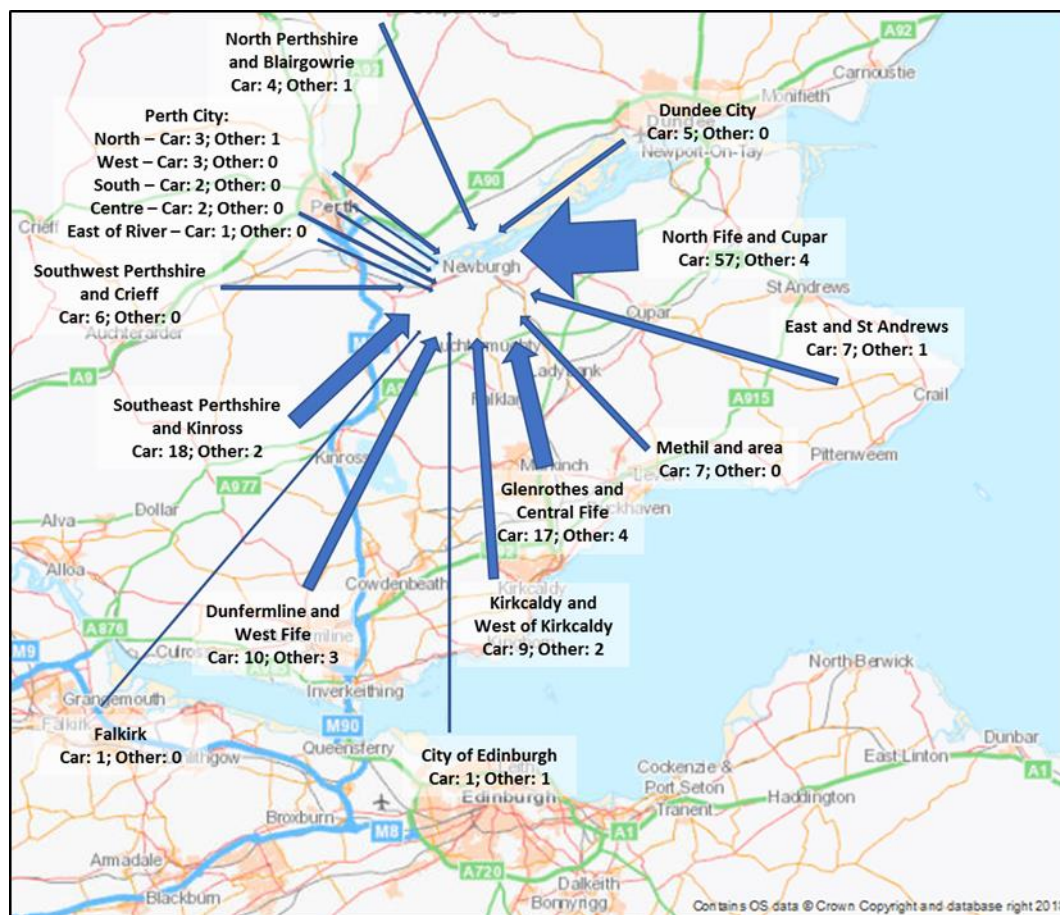 A92
Carnoustie
Monifieth
North Perthshire
and Blairgowrie
Car: 4; Other: 1
Perth City:
North – Car: 3; Other: 1
West – Car: 3; Other: 0
South – Car: 2; Other: 0
Centre – Car: 2; Other: 0
East of River – Car: 1; Other: 0
Dundee City
Dundee
Car: 5; Other: 0
Newport-On-Tay
A90
Perth
Crieff
Newburgh
North Fife and Cupar
Car: 57; Other: 4
St Andrews
Southwest Perthshire
and Crieff
Car: 6; Other: 0
Auchterarder
Cupar
East and St Andrews
Car: 7; Other: 1
A9
Crail
A915
Southeast Perthshire
and Kinross
Car: 18; Other: 2
Kinross
Methil and area
Car: 7; Other: 0
Pittenweem
A977
Dollar
Glenrothes and
Central Fife
Car: 17; Other: 4
Alva
Alloa
Cowdenbeath
Kirkcaldy
Dunfermline and
West Fife
Car: 10; Other: 3
Kirkcaldy and
West of Kirkcaldy
Car: 9; Other: 2
A876
M9
Inverkeithing
North Berwick
Grangemouth
Falkirk
Falkirk
Car: 1; Other: 0
M90
Queensferry
City of Edinburgh
Car: 1; Other: 1
Edinburgh
Cockenzie &
Port Seton
Tranent
East Linton
Dunbar
A1
Haddington
Broxburn
M8
A1
Armadale
A720
Blackburn
Dalkeith
Bonnyrigg
Contains OS data © Crown Copyright and database right 201